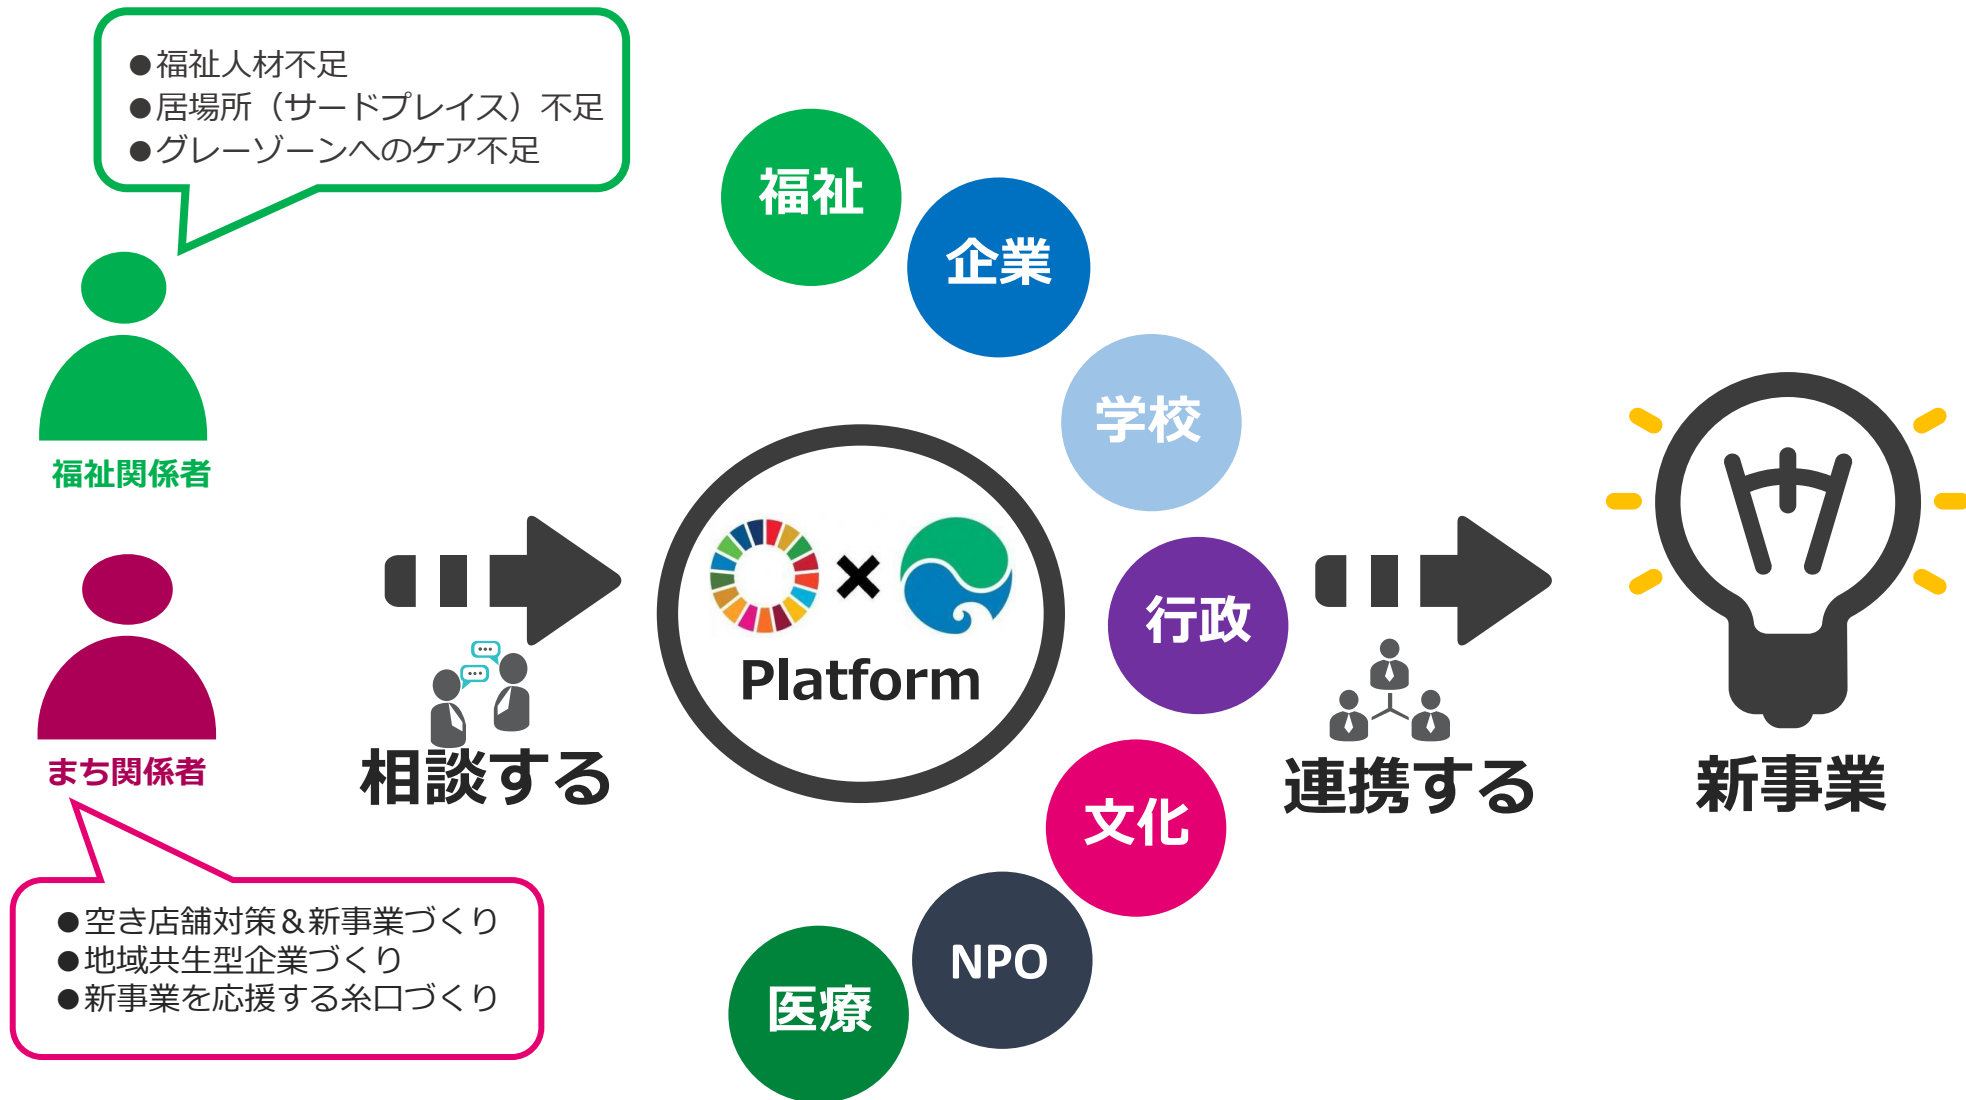 ●福祉人材不足
●居場所（サードプレイス）不足
●グレーゾーンへのケア不足
福祉関係者
まち関係者
●空き店舗対策＆新事業づくり
●地域共生型企業づくり
●新事業を応援する糸口づくり
相談する
×
Platform
福祉
企業
学校
行政
文化
NPO
医療
連携する
新事業